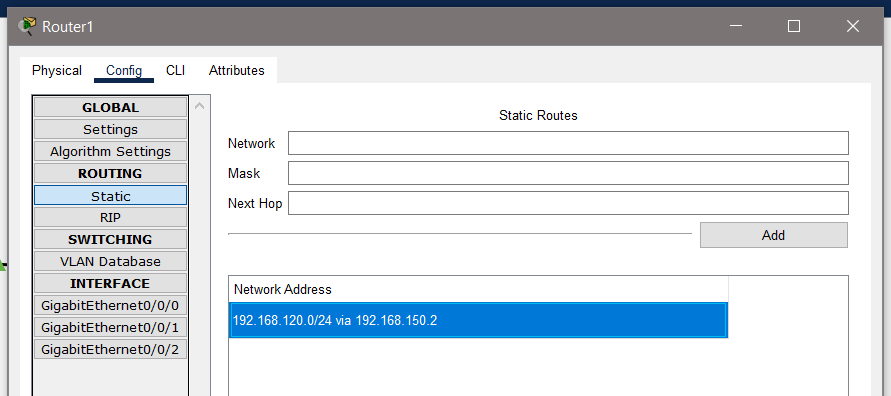 Router1
Physical Config CLI Attributes
GLOBAL
Settings
Algorithm Settings
ROUTING
Static
RIP
SWITCHING
VLAN Database
INTERFACE
GigabitEthernet0/0/0
GigabitEthernet0/0/1
GigabitEthernet0/0/2
Static Routes
Network
Mask
Next Hop
Add
Network Address
192.168.120.0/24 via 192.168.150.2